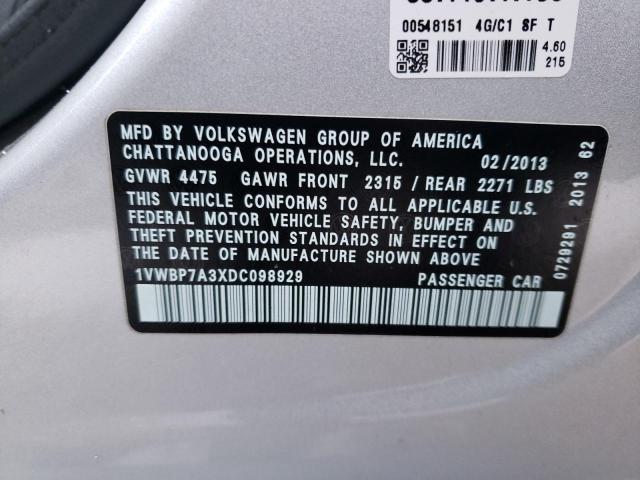 00548151 4G/C1 SF T
4.60
215
MFD BY VOLKSWAGEN GROUP OF AMERICA
CHATTANOOGA OPERATIONS, LLC. 02/2013
GVWR 4475 GAWR FRONT 2315 / REAR 2271 LBS
THIS VEHICLE CONFORMS TO ALL APPLICABLE U.S.
FEDERAL MOTOR VEHICLE SAFETY, BUMPER AND
THEFT PREVENTION STANDARDS IN EFFECT ON
THE DATE OF MANUFACTURE SHOWN ABOVE
1VWBP7A3XDC098929 PASSENGER CAR
0729291 2013 62